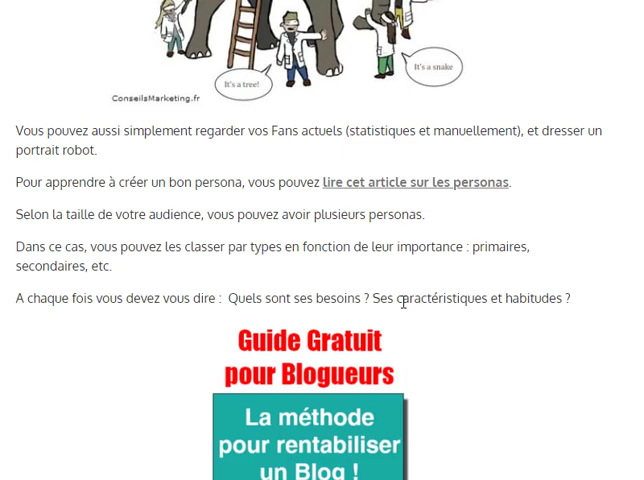 It's a snake
It's a tree!
ConseilsMarketing.fr
Vous pouvez aussi simplement regarder vos Fans actuels (statistiques et manuellement), et dresser un
portrait robot.
Pour apprendre à créer un bon persona, vous pouvez lire cet article sur les personas.
Selon la taille de votre audience, vous pouvez avoir plusieurs personas.
Dans ce cas, vous pouvez les classer par types en fonction de leur importance : primaires,
secondaires, etc.
A chaque fois vous devez vous dire :  Quels sont ses besoins ? Ses caractéristiques et habitudes ?
Guide Gratuit
pour Blogueurs
La méthode
pour rentabiliser
un Blog !